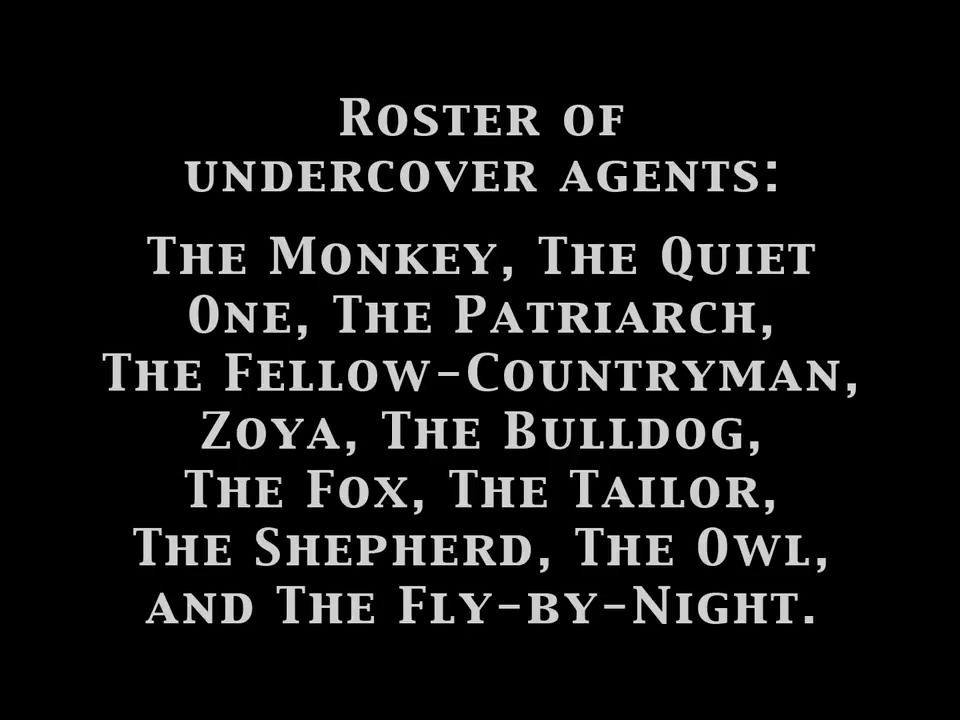 Roster of
undercover agents:
The Monkey, The Quiet
One, The Patriarch,
The Fellow-Countryman,
Zoya, The Bulldog,
The Fox, The Tailor,
The Shepherd, The Owl,
and The Fly-by-Night.